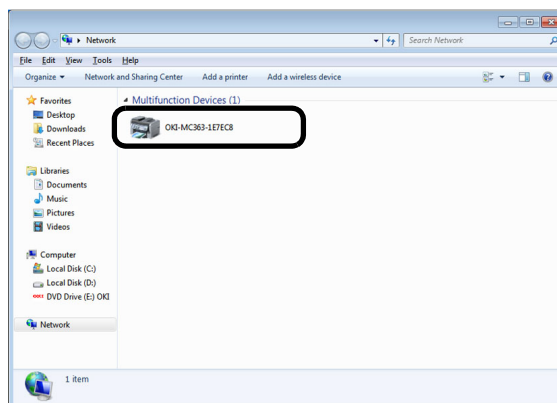 Network
Search Network
File Edit View Tools Help
Organize Network and Sharing Center Add a printer Add a wireless device
Favorites
Desktop
Downloads
Recent Places
Libraries
Documents
Music
Pictures
Videos
Computer
Local Disk (C:)
Local Disk (D:)
OKI DVD Drive (E:) OKI
Network
Multifunction Devices (1)
OKI-MC363-1E7EC8
1 item